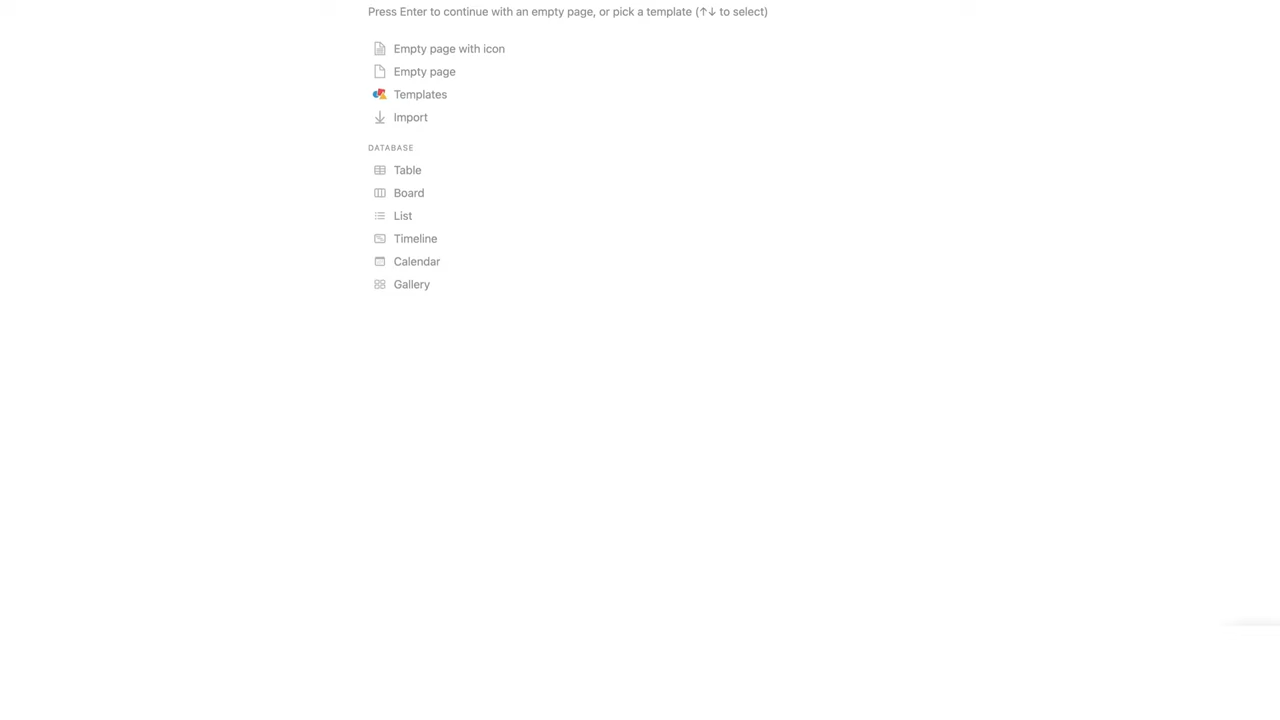 Press Enter to continue with an empty page, or pick a template (↑↓ to select)
Empty page with icon
Empty page
Templates
Import
DATABASE
Table
Board
List
Timeline
Calendar
Gallery